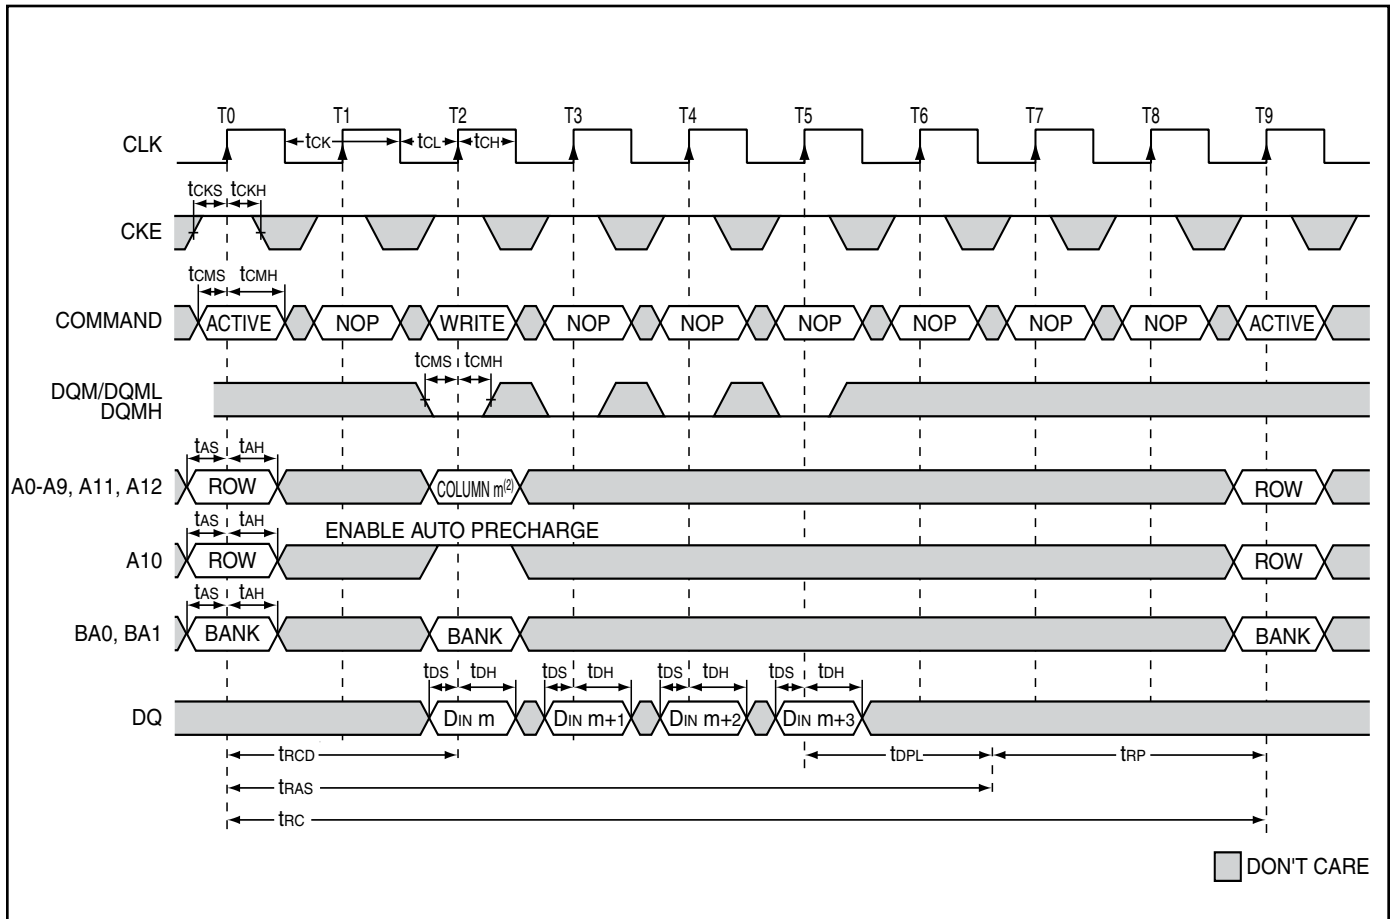 T0 T1 T2 T3 T4 T5 T6 T7 T8 T9
CLK tCK tCL tCH
tCKS tCKH
CKE
tCMS tCMH
COMMAND ACTIVE NOP WRITE NOP NOP NOP NOP NOP NOP ACTIVE
tCMS tCMH
DQM/DQML
DQMH
tAS tAH
A0-A9, A11, A12 ROW COLUMN m(2) ROW
tAS tAH ENABLE AUTO PRECHARGE
A10 ROW ROW
tAS tAH
BA0, BA1 BANK BANK BANK
tDS tDH tDS tDH tDS tDH tDS tDH
DQ DIN m DIN m+1 DIN m+2 DIN m+3
tRCD tDPL tRP
tRAS
tRC
DON'T CARE